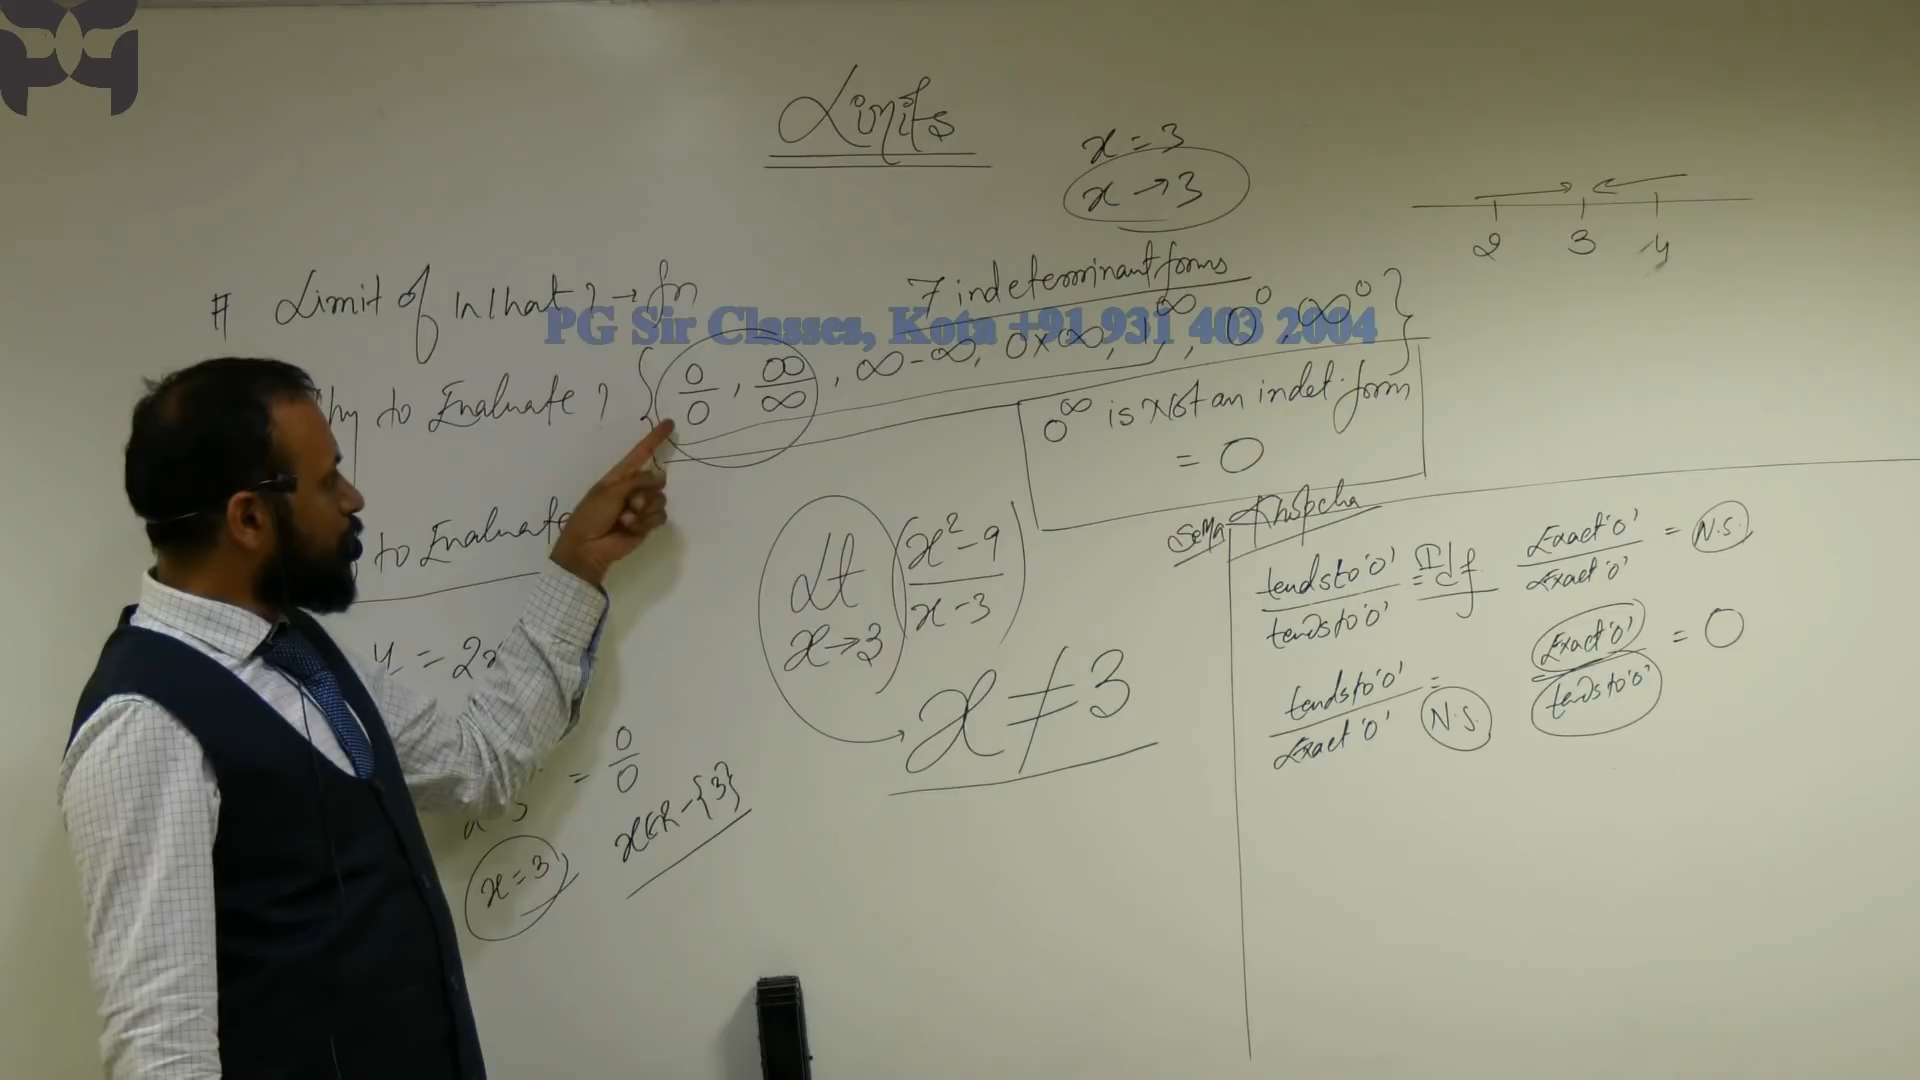 Limits
x = 3
x → 3
2 3 4
# Limit of What? → fn
7 indeterminant forms
PG Sir Classes, Kota +91 931 403 2004
Why to Evaluate? { 0/0, ∞/∞, ∞-∞, 0×∞, 1^∞, 0^0, ∞^0 }
0^∞ is Not an indet. form
= 0
to Evaluate
Lt x→3 (x²-9 / x-3)
x ≠ 3
y = 2x
= 0/0
x = 3
x∈R-{3}
tends to '0' / tends to '0' = Idf
Exact '0' / Exact '0' = N.S.
tends to '0' / Exact '0' = N.S.
Exact '0' / tends to '0' = 0